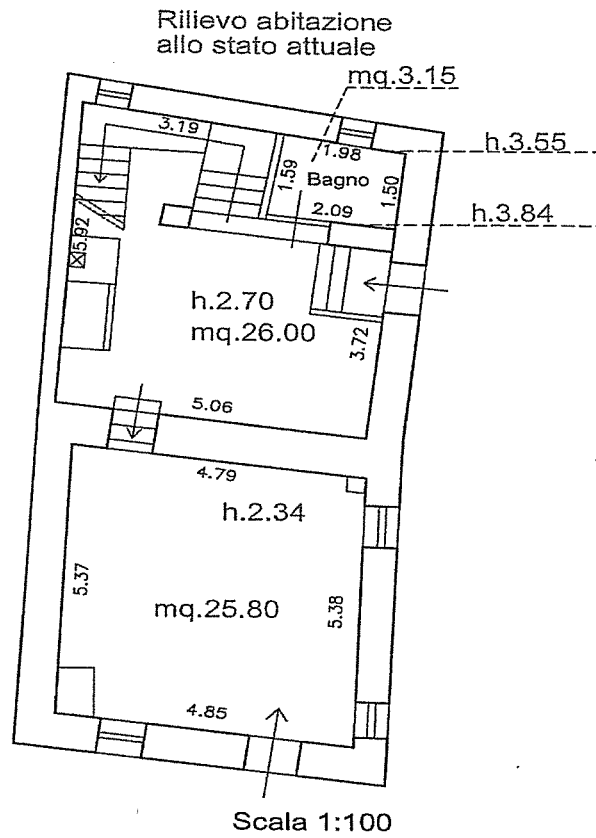 Rilievo abitazione
allo stato attuale
mq.3.15
3.19
1.98
h.3.55
1.59
Bagno
1.50
2.09
h.3.84
5.92
h.2.70
mq.26.00
3.72
5.06
4.79
h.2.34
5.37
mq.25.80
5.38
4.85
Scala 1:100